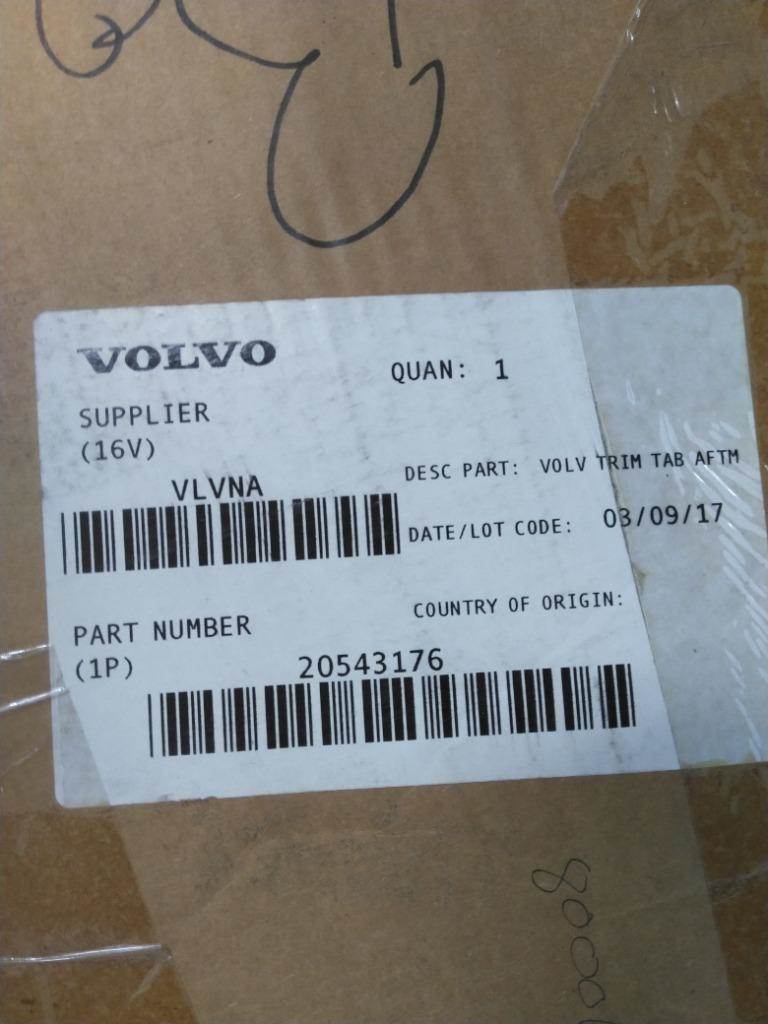 VOLVO
QUAN: 1
SUPPLIER
(16V)
VLVNA
DESC PART: VOLV TRIM TAB AFTM
DATE/LOT CODE: 03/09/17
COUNTRY OF ORIGIN:
PART NUMBER
(1P)
20543176